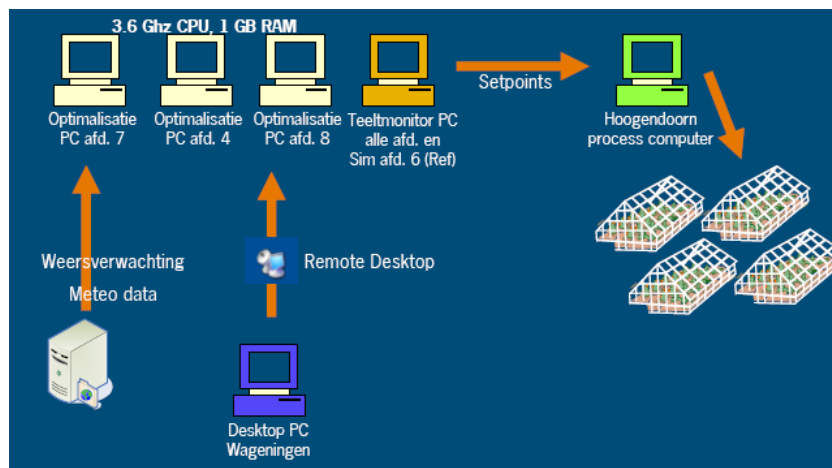 3.6 Ghz CPU, 1 GB RAM
Optimalisatie
PC afd. 7
Optimalisatie
PC afd. 4
Optimalisatie
PC afd. 8
Teeltmonitor PC
alle afd. en
Sim afd. 6 (Ref)
Setpoints
Hoogendoorn
process computer
Weersverwachting
Meteo data
Remote Desktop
Desktop PC
Wageningen